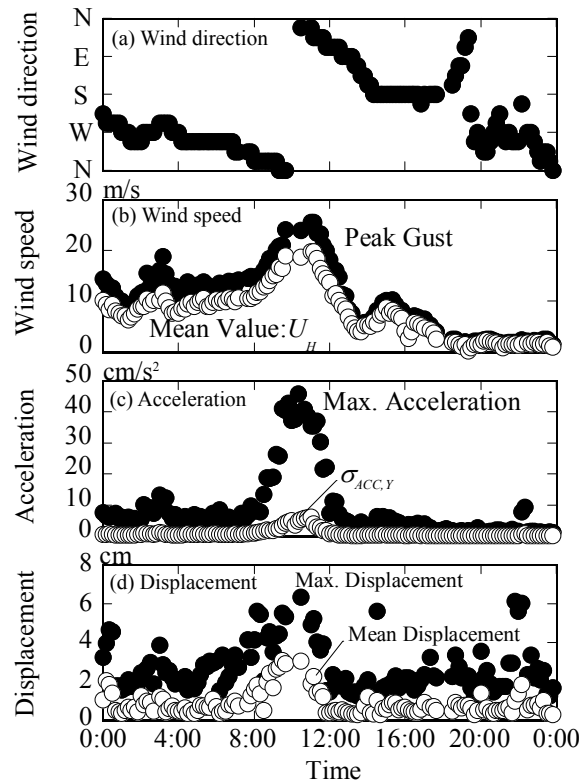 N
(a) Wind direction
E
S
W
N
Wind direction
m/s
30
(b) Wind speed
Peak Gust
20
10
Mean Value:U_H
0
Wind speed
cm/s²
50
(c) Acceleration
Max. Acceleration
40
30
20
σ_ACC,Y
10
0
Acceleration
cm
8
(d) Displacement
Max. Displacement
6
Mean Displacement
4
2
0
Displacement
0:00 4:00 8:00 12:00 16:00 20:00 0:00
Time